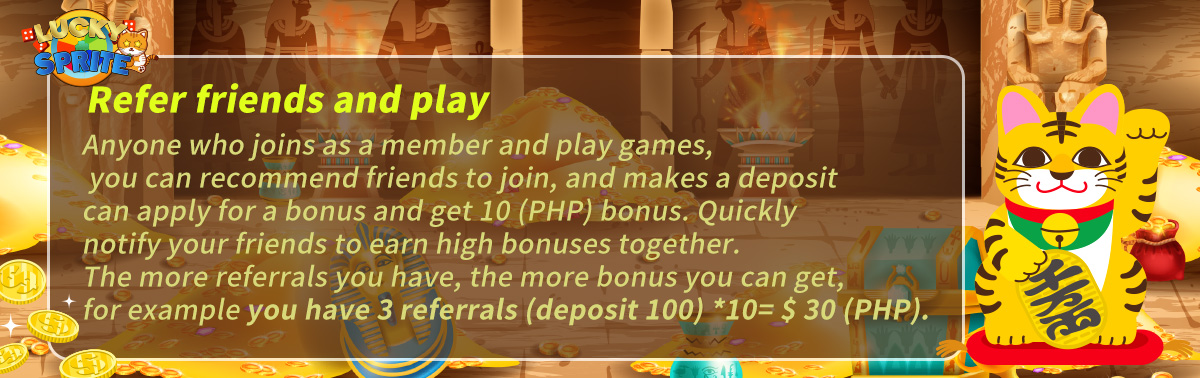 LUCKY
SPRITE
Refer friends and play
Anyone who joins as a member and play games,
you can recommend friends to join, and makes a deposit
can apply for a bonus and get 10 (PHP) bonus. Quickly
notify your friends to earn high bonuses together.
The more referrals you have, the more bonus you can get,
for example you have 3 referrals (deposit 100) *10= $ 30 (PHP).